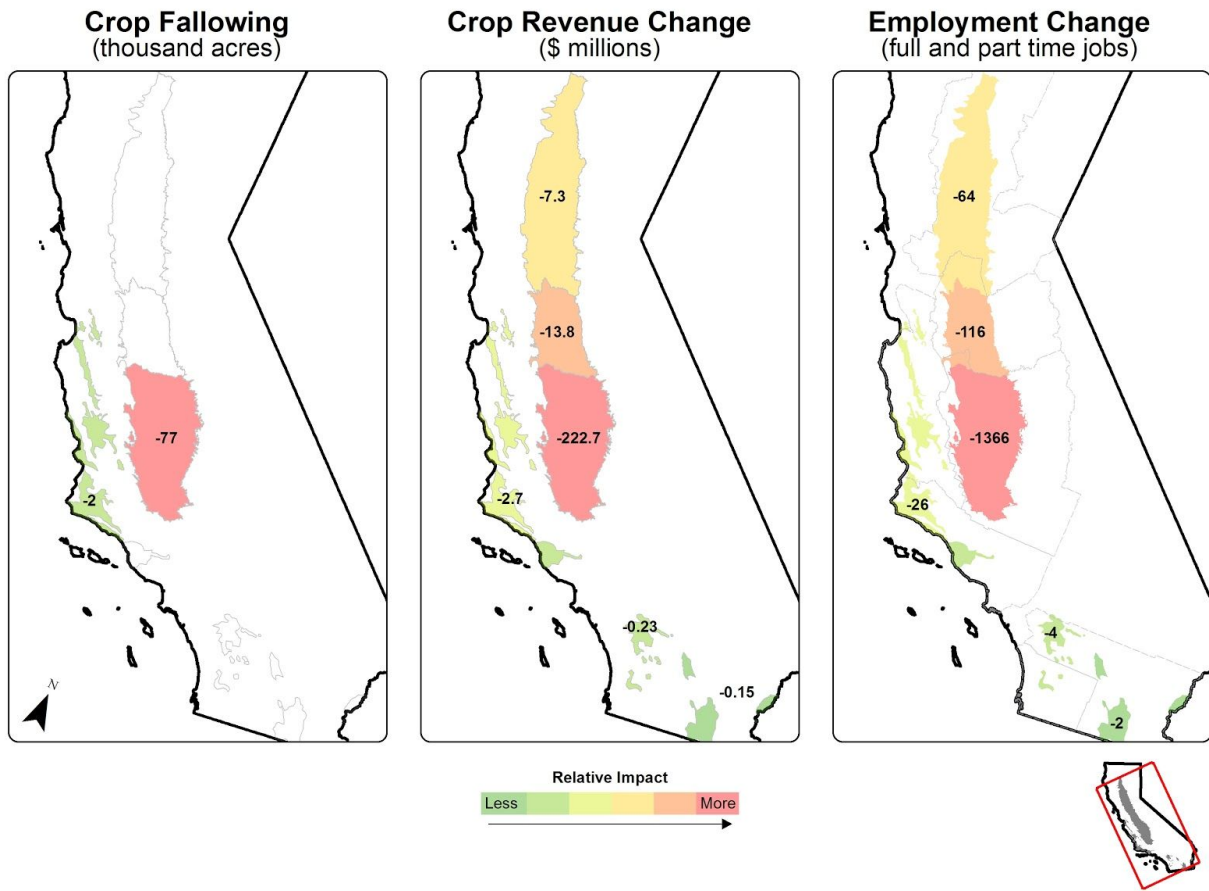 Crop Fallowing
(thousand acres)
Crop Revenue Change
($ millions)
Employment Change
(full and part time jobs)
-77
-2
N
-7.3
-13.8
-222.7
-2.7
-0.23
-0.15
-64
-116
-1366
-26
-4
-2
Relative Impact
Less
More